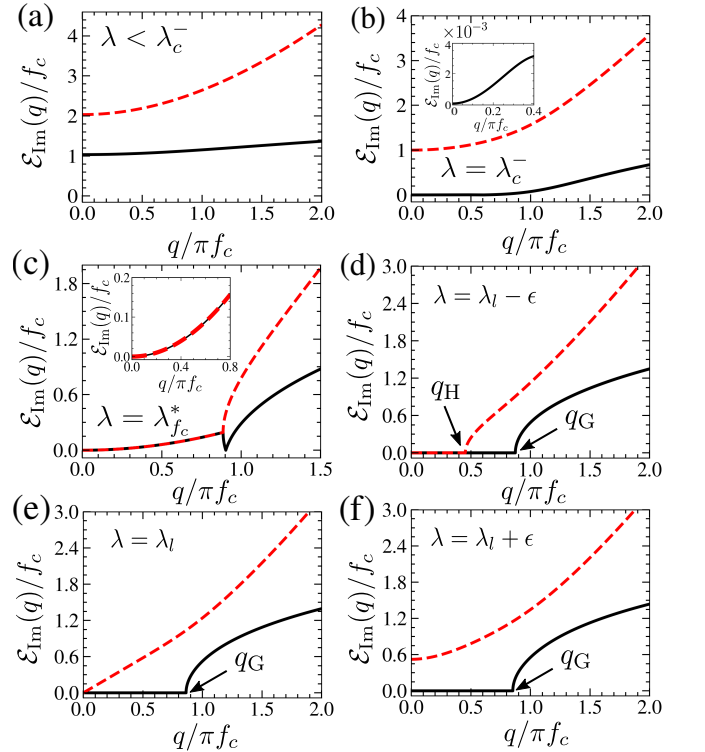 (a)
λ < λ_c^−
ℰ_Im(q)/f_c
4
3
2
1
0
0.0 0.5 1.0 1.5 2.0
q/πf_c
(b)
×10^−3
ℰ_Im(q)/f_c
4
2
0
0.0 0.2 0.4
q/πf_c
λ = λ_c^−
ℰ_Im(q)/f_c
4
3
2
1
0
0.0 0.5 1.0 1.5 2.0
q/πf_c
(c)
ℰ_Im(q)/f_c
0.2
0.1
0.0
0.0 0.4 0.8
q/πf_c
λ = λ*_{f_c}
ℰ_Im(q)/f_c
1.8
1.2
0.6
0.0
0.0 0.5 1.0 1.5
q/πf_c
(d)
λ = λ_l − ϵ
q_H
q_G
ℰ_Im(q)/f_c
3.0
2.4
1.8
1.2
0.6
0.0
0.0 0.5 1.0 1.5 2.0
q/πf_c
(e)
λ = λ_l
q_G
ℰ_Im(q)/f_c
3.0
2.4
1.8
1.2
0.6
0.0
0.0 0.5 1.0 1.5 2.0
q/πf_c
(f)
λ = λ_l + ϵ
q_G
ℰ_Im(q)/f_c
3.0
2.4
1.8
1.2
0.6
0.0
0.0 0.5 1.0 1.5 2.0
q/πf_c